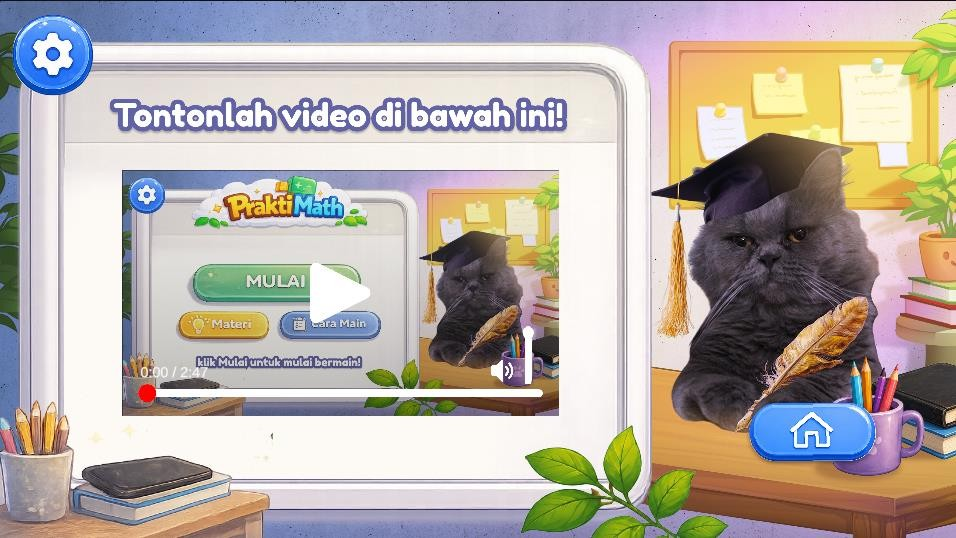 Tontonlah video di bawah ini!
PraktiMath
MULAI
Materi
Cara Main
klik Mulai untuk mulai bermain!
0:00 / 2:47